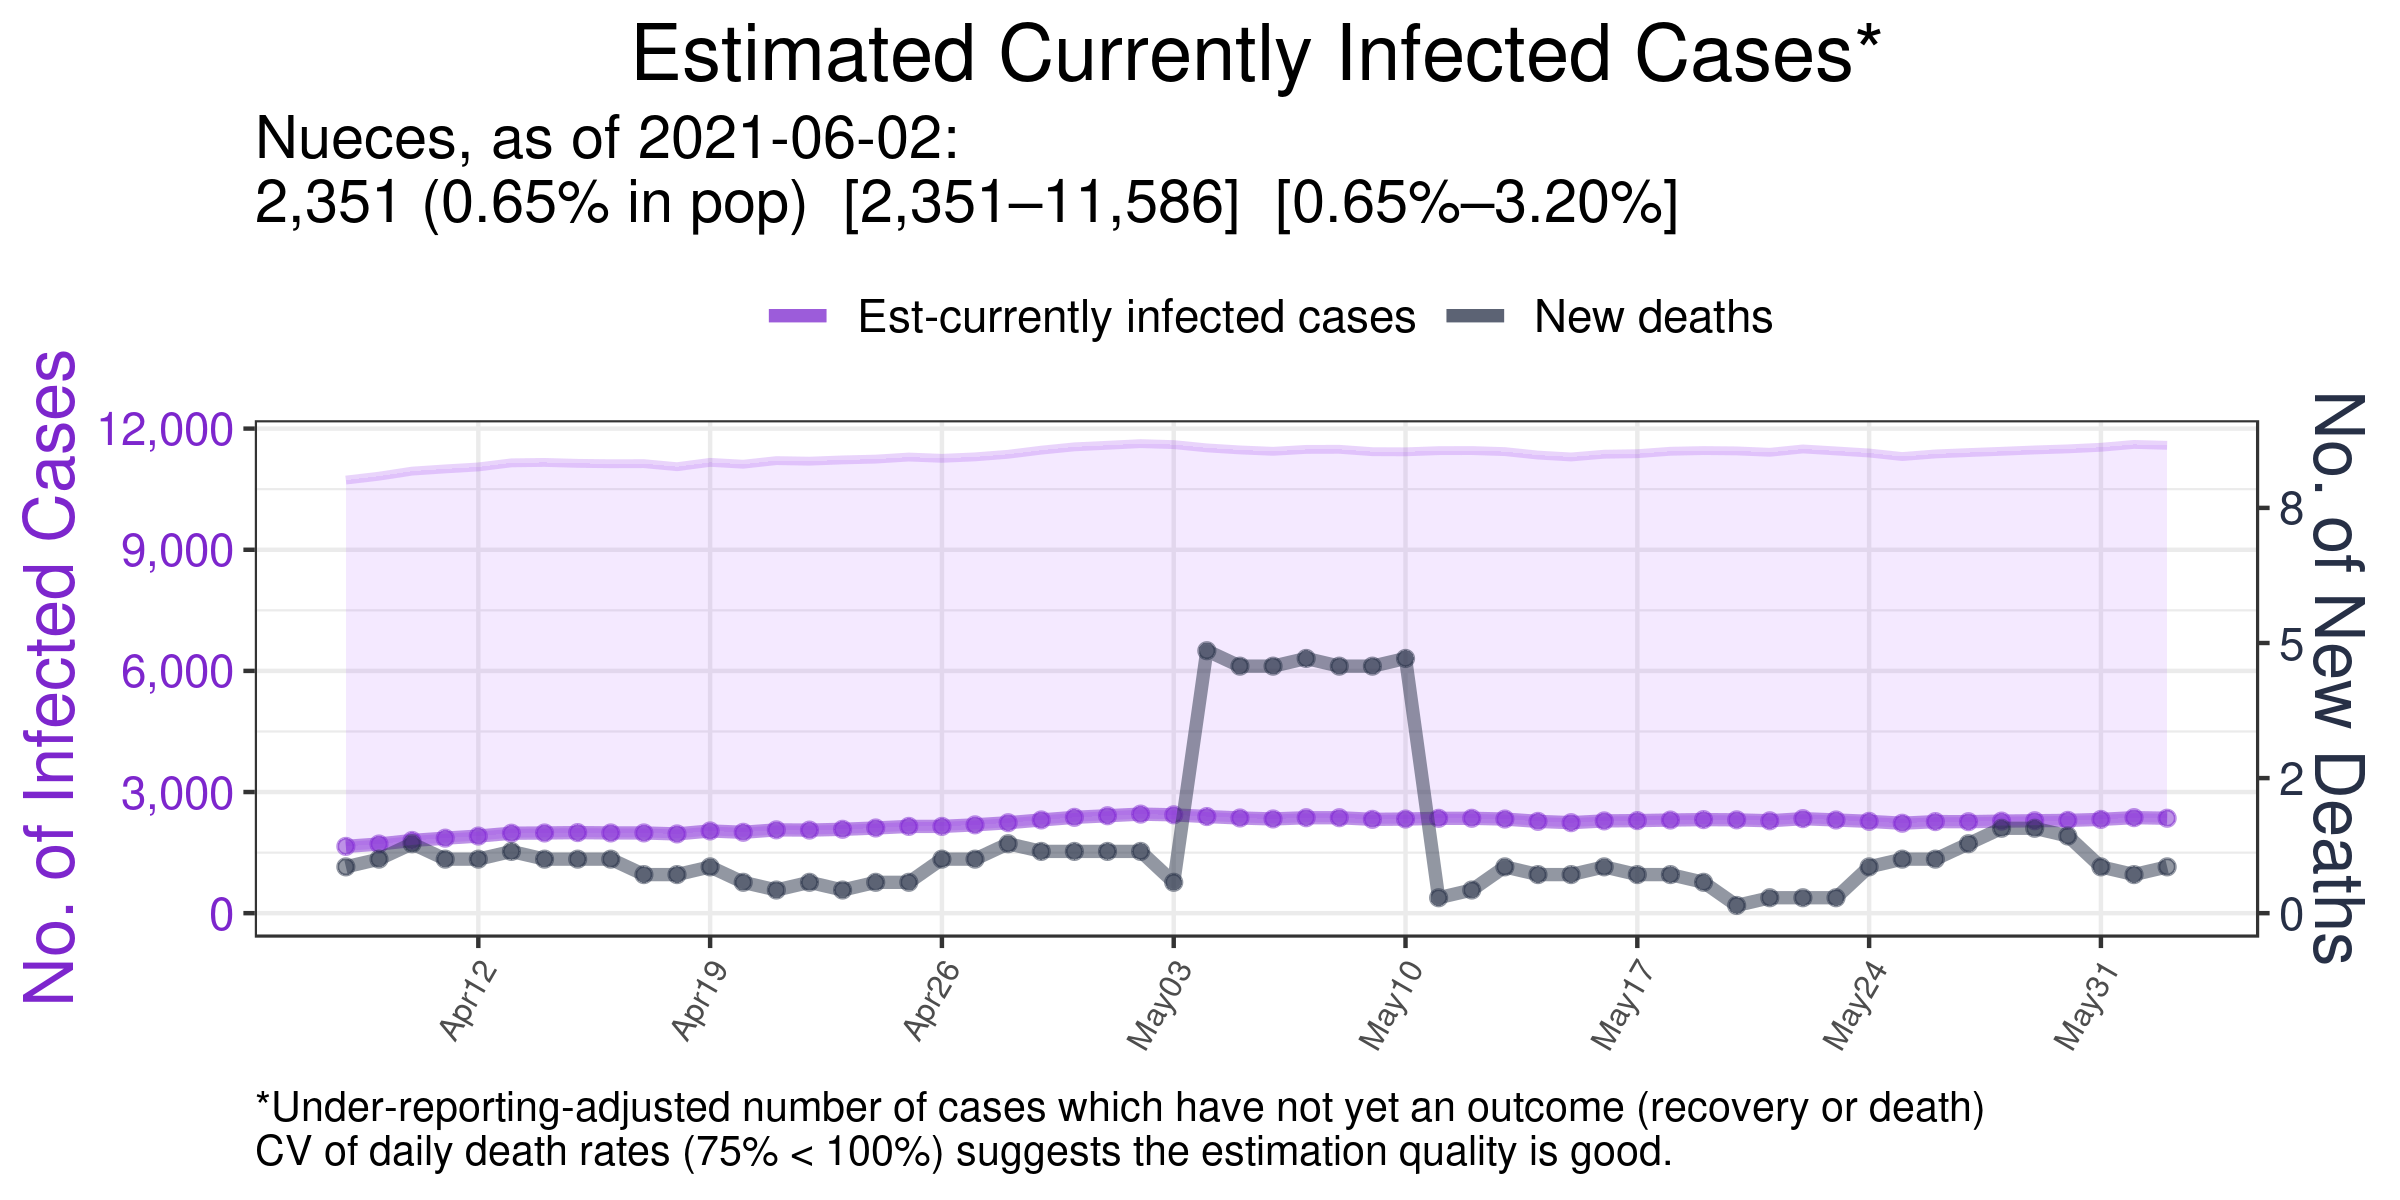 Estimated Currently Infected Cases*
Nueces, as of 2021-06-02:
2,351 (0.65% in pop)  [2,351–11,586]  [0.65%–3.20%]
Est-currently infected cases
New deaths
No. of Infected Cases
12,000
9,000
6,000
3,000
0
8
5
2
0
No. of New Deaths
Apr12
Apr19
Apr26
May03
May10
May17
May24
May31
*Under-reporting-adjusted number of cases which have not yet an outcome (recovery or death)
CV of daily death rates (75% < 100%) suggests the estimation quality is good.